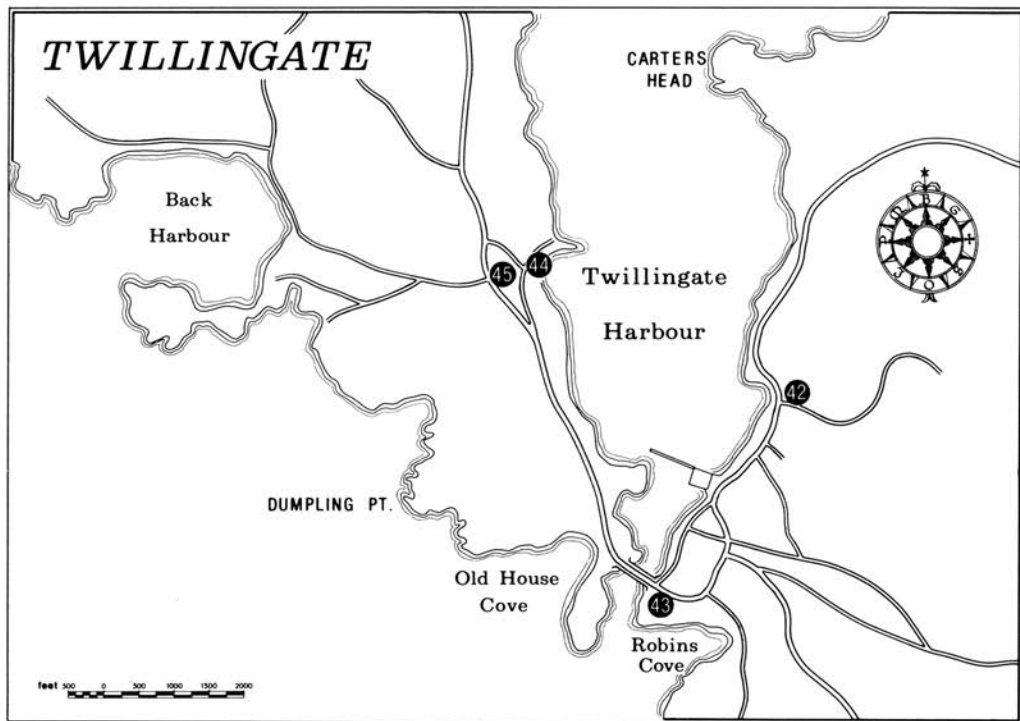 TWILLINGATE
CARTERS
HEAD
Back
Harbour
45
44
Twillingate
Harbour
42
DUMPLING PT.
Old House
Cove
43
Robins
Cove
feet 500 0 500 1000 1500 2000